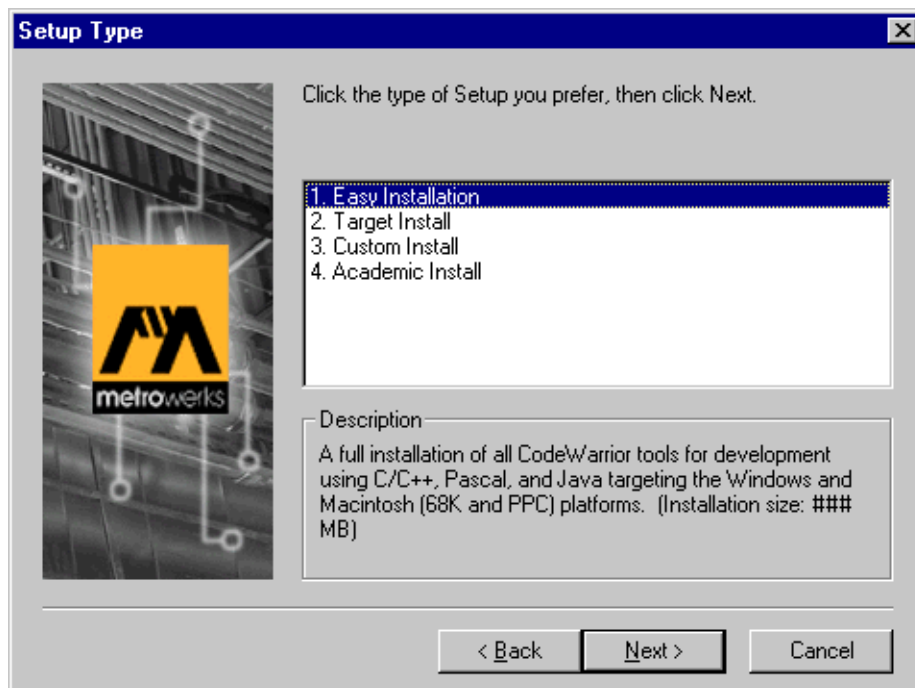 Setup Type
Click the type of Setup you prefer, then click Next.
1. Easy Installation
2. Target Install
3. Custom Install
4. Academic Install
metrowerks
Description
A full installation of all CodeWarrior tools for development
using C/C++, Pascal, and Java targeting the Windows and
Macintosh (68K and PPC) platforms.  (Installation size: ###
MB)
< Back
Next >
Cancel